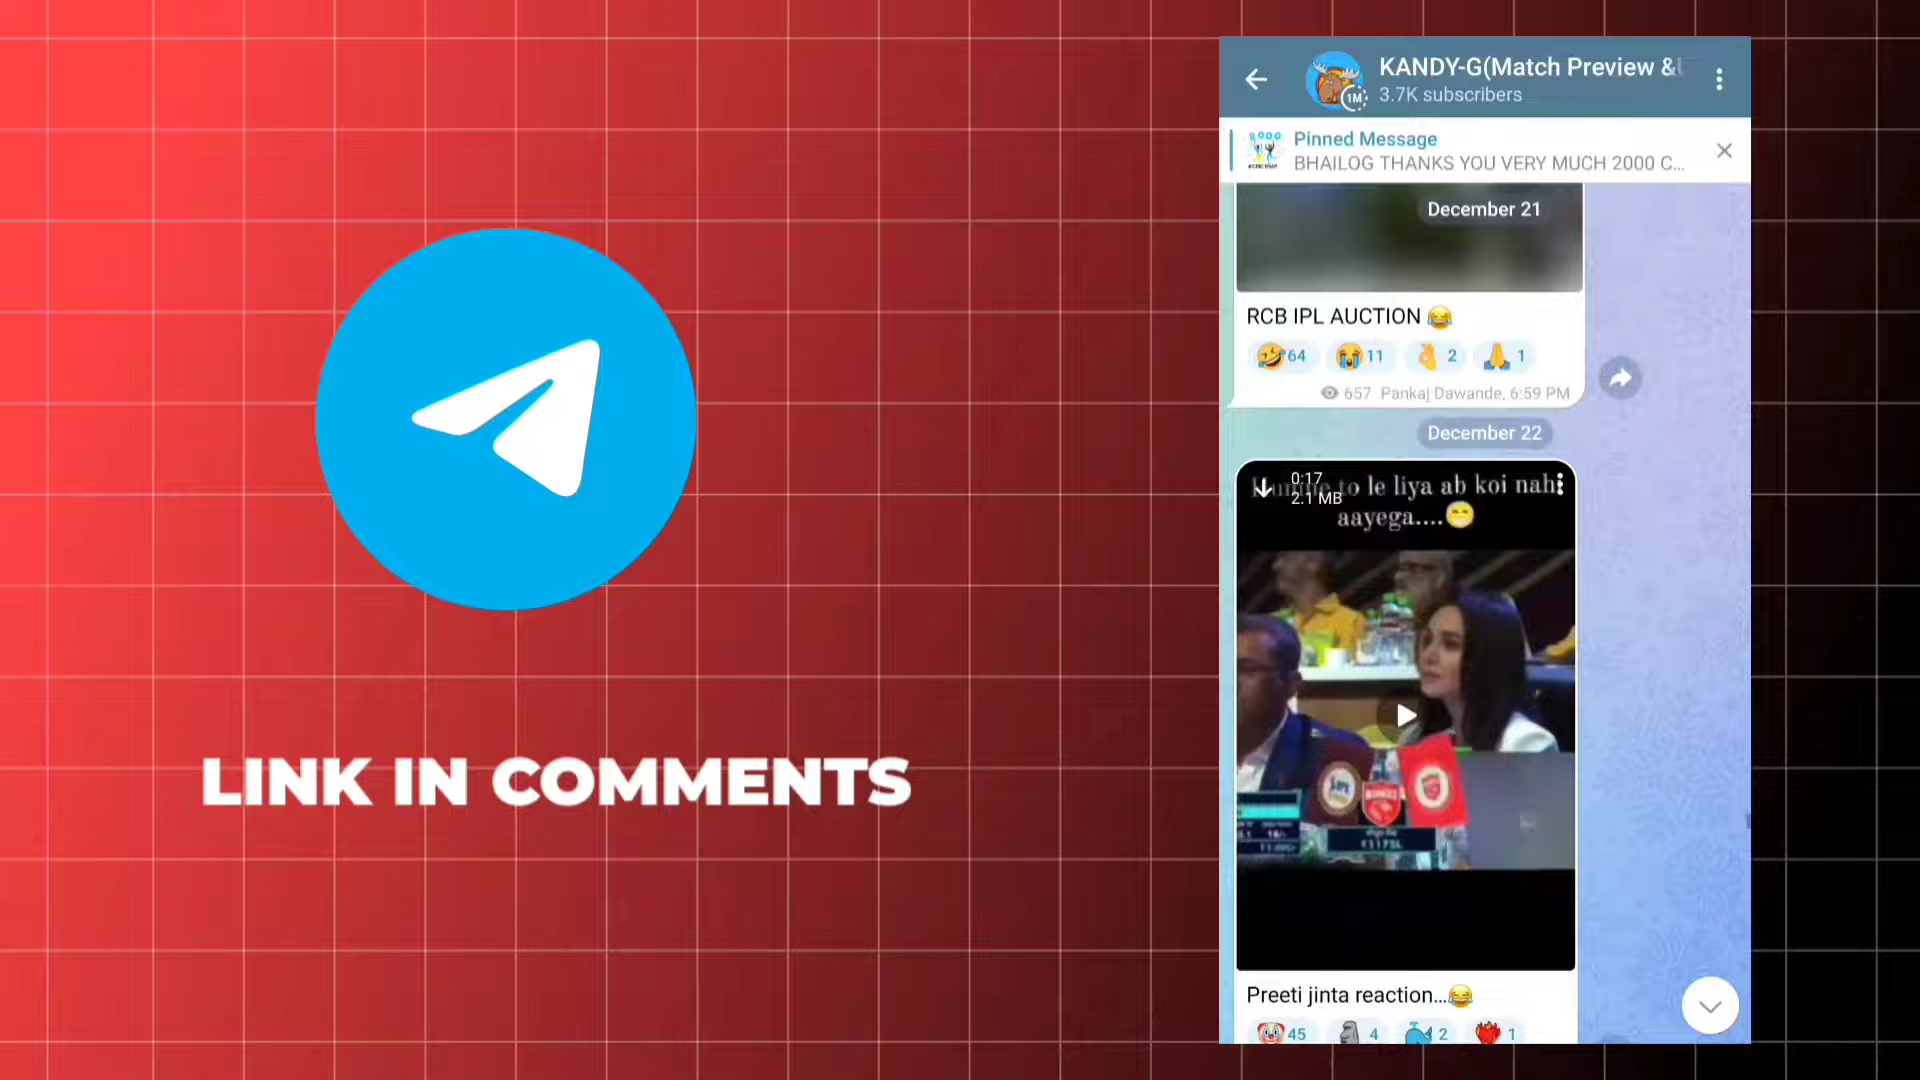 KANDY-G(Match Preview &
1M
3.7K subscribers
Pinned Message
BHAILOG THANKS YOU VERY MUCH 2000 C...
December 21
RCB IPL AUCTION 😂
🤣 64 😭 11 👌 2 🙏 1
657 Pankaj Dawande, 6:59 PM
December 22
0:17
2.1 MB
to le liya ab koi nahi
aayega....😁
LINK IN COMMENTS
Preeti jinta reaction...😂
🤡 45 🗿 4 🐳 2 ❤️‍🔥 1